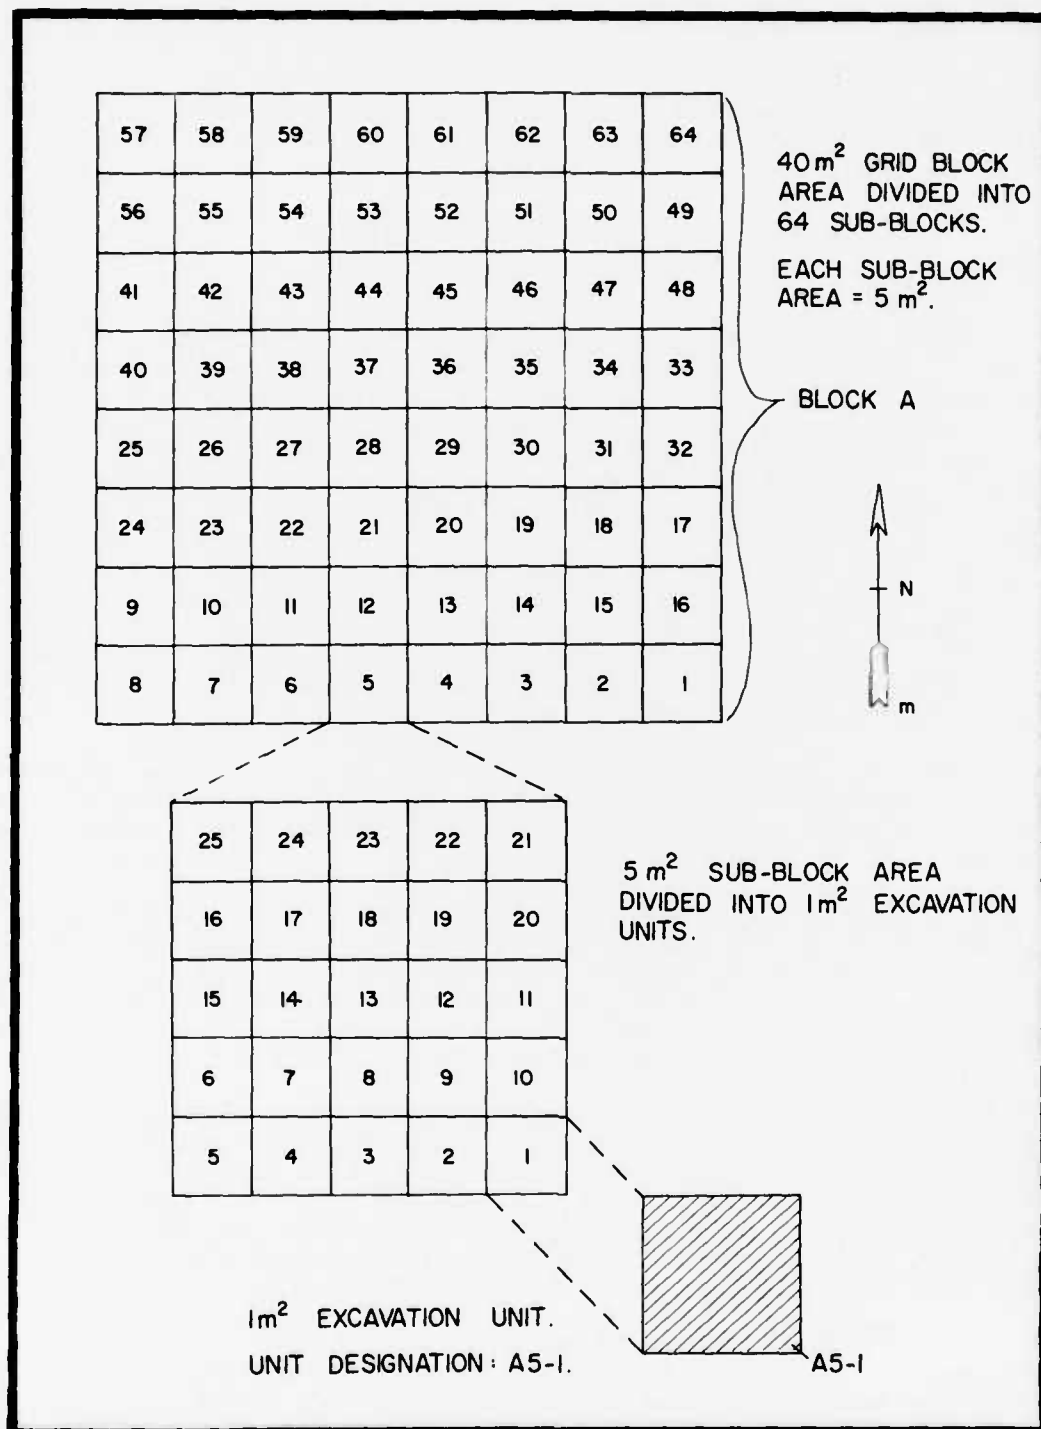 57 58 59 60 61 62 63 64
56 55 54 53 52 51 50 49
41 42 43 44 45 46 47 48
40 39 38 37 36 35 34 33
25 26 27 28 29 30 31 32
24 23 22 21 20 19 18 17
9 10 11 12 13 14 15 16
8 7 6 5 4 3 2 1
40 m² GRID BLOCK
AREA DIVIDED INTO
64 SUB-BLOCKS.
EACH SUB-BLOCK
AREA = 5 m².
BLOCK A
N
m
25 24 23 22 21
16 17 18 19 20
15 14 13 12 11
6 7 8 9 10
5 4 3 2 1
5 m² SUB-BLOCK AREA
DIVIDED INTO 1m² EXCAVATION
UNITS.
1m² EXCAVATION UNIT.
UNIT DESIGNATION: A5-1.
A5-1